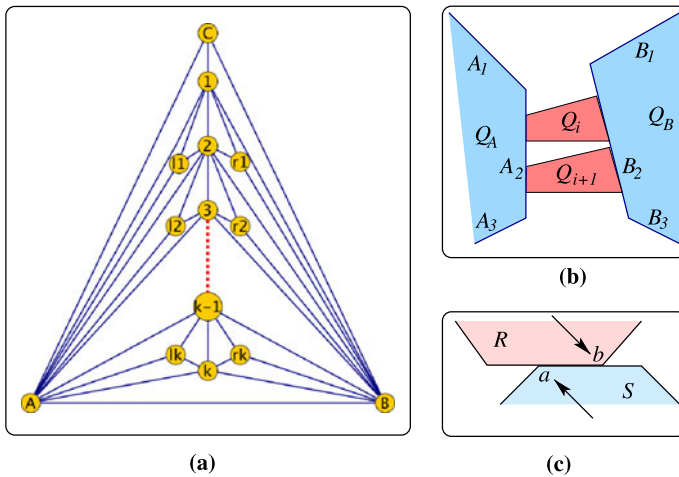 C
1
2
l1 r1
3
l2 r2
k-1
lk rk
k
A B
(a)
A1 B1
Qi QA QB
A2 B2
Qi+1
A3 B3
(b)
R b
a S
(c)